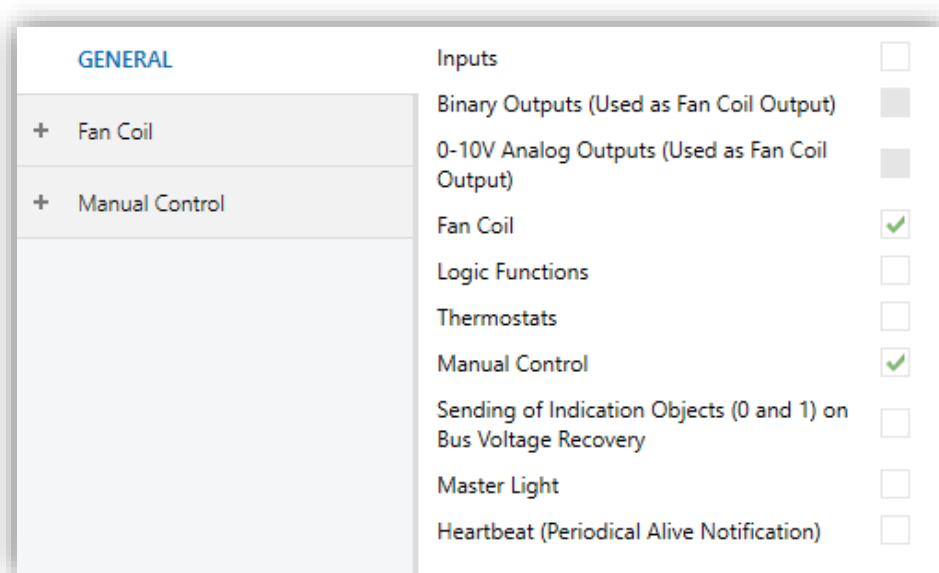 GENERAL
+ Fan Coil
+ Manual Control
Inputs
Binary Outputs (Used as Fan Coil Output)
0-10V Analog Outputs (Used as Fan Coil
Output)
Fan Coil
Logic Functions
Thermostats
Manual Control
Sending of Indication Objects (0 and 1) on
Bus Voltage Recovery
Master Light
Heartbeat (Periodical Alive Notification)